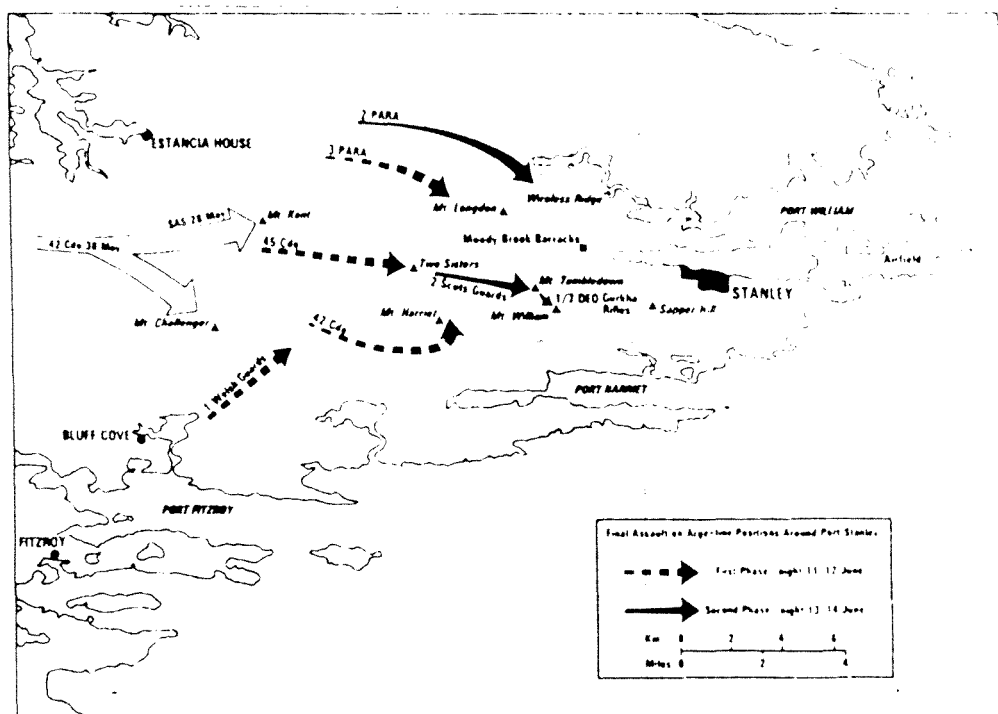 2 PARA
ESTANCIA HOUSE
3 PARA
Wireless Ridge
Mt Longdon
PORT WILLIAM
SAS 28 May
Mt Kent
42 Cdo 30 May
45 Cdo
Moody Brook Barracks
Airfield
Two Sisters
2 Scots Guards
Mt Tumbledown
STANLEY
1/7 DEO Gurkha
Rifles
Mt William
Sapper Hill
Mt Harriet
42 Cdo
Mt Challenger
1 Welsh Guards
PORT HARRIET
BLUFF COVE
PORT FITZROY
FITZROY
Final Assault on Argentine Positions Around Port Stanley
First Phase night 11-12 June
Second Phase night 13-14 June
Km 0 2 4 6
Miles 0 2 4